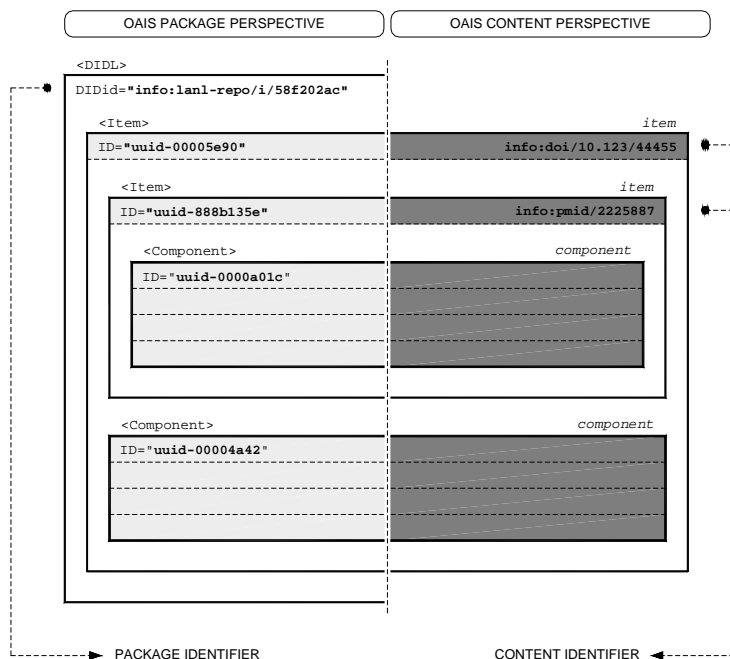 OAIS PACKAGE PERSPECTIVE OAIS CONTENT PERSPECTIVE
<DIDL>
DIDid="info:lanl-repo/i/58f202ac"
<Item> item
ID="uuid-00005e90" info:doi/10.123/44455
<Item> item
ID="uuid-888b135e" info:pmid/2225887
<Component> component
ID="uuid-0000a01c"
<Component> component
ID="uuid-00004a42"
PACKAGE IDENTIFIER CONTENT IDENTIFIER